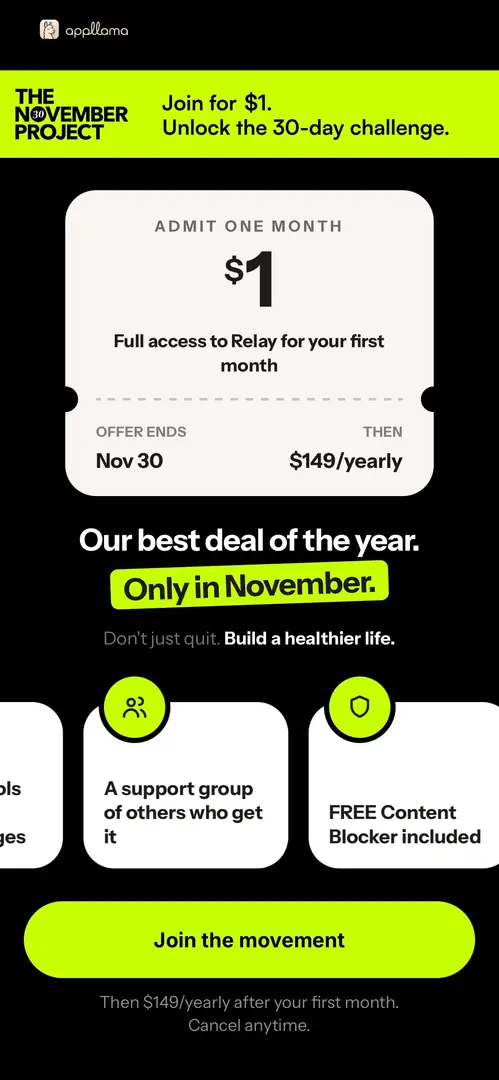 appllama
THE
NOVEMBER
30
PROJECT
Join for $1.
Unlock the 30-day challenge.
ADMIT ONE MONTH
$1
Full access to Relay for your first
month
OFFER ENDS
THEN
Nov 30
$149/yearly
Our best deal of the year.
Only in November.
Don't just quit. Build a healthier life.
ols
ges
A support group
of others who get
it
FREE Content
Blocker included
Join the movement
Then $149/yearly after your first month.
Cancel anytime.